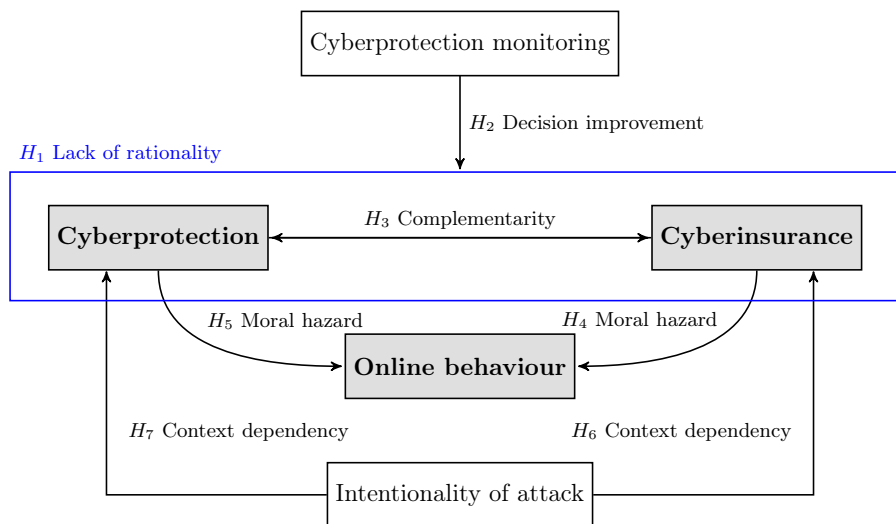 Cyberprotection monitoring
H₂ Decision improvement
H₁ Lack of rationality
H₃ Complementarity
Cyberprotection
Cyberinsurance
H₅ Moral hazard
H₄ Moral hazard
Online behaviour
H₇ Context dependency
H₆ Context dependency
Intentionality of attack